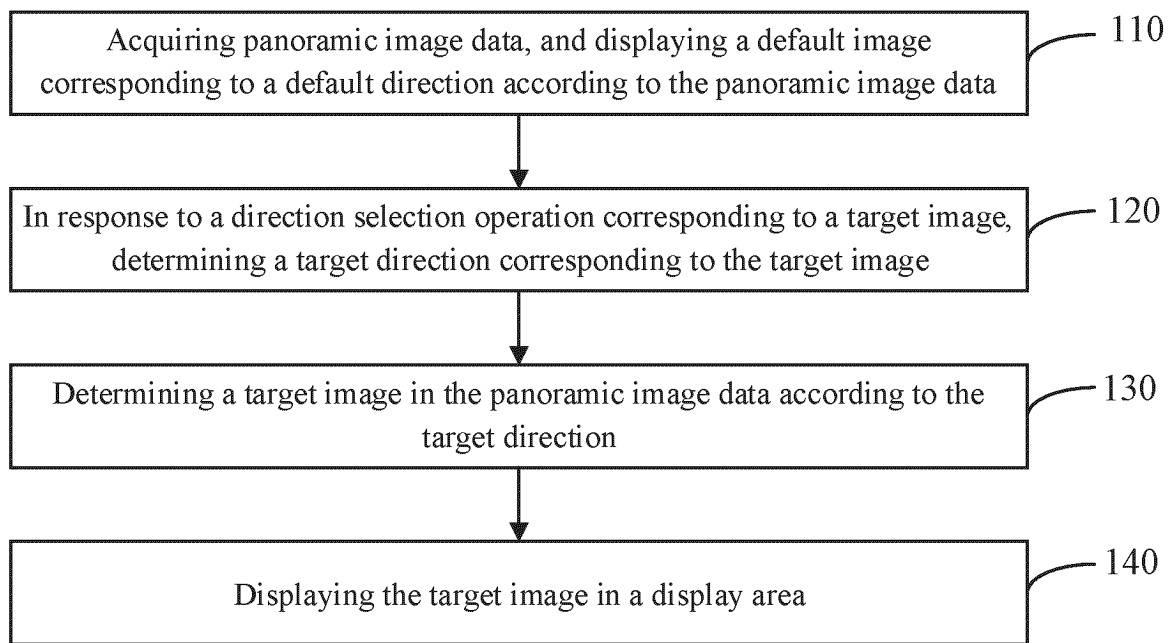 Acquiring panoramic image data, and displaying a default image
corresponding to a default direction according to the panoramic image data
110
In response to a direction selection operation corresponding to a target image,
determining a target direction corresponding to the target image
120
Determining a target image in the panoramic image data according to the
target direction
130
Displaying the target image in a display area
140